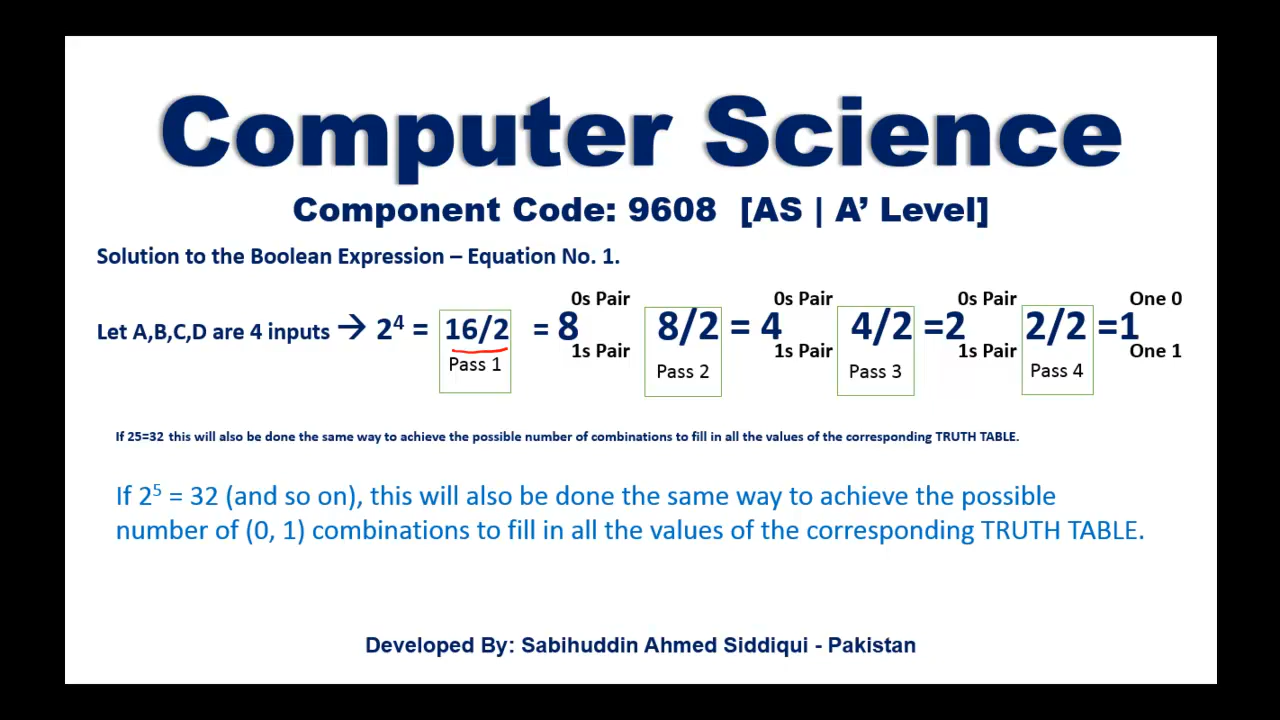 Computer Science
Component Code: 9608 [AS | A’ Level]
Solution to the Boolean Expression – Equation No. 1.
0s Pair 0s Pair 0s Pair One 0
Let A,B,C,D are 4 inputs → 2⁴ = 16/2 = 8 8/2 = 4 4/2 =2 2/2 =1
1s Pair 1s Pair 1s Pair One 1
Pass 1 Pass 2 Pass 3 Pass 4
If 25=32 this will also be done the same way to achieve the possible number of combinations to fill in all the values of the corresponding TRUTH TABLE.
If 2⁵ = 32 (and so on), this will also be done the same way to achieve the possible
number of (0, 1) combinations to fill in all the values of the corresponding TRUTH TABLE.
Developed By: Sabihuddin Ahmed Siddiqui - Pakistan